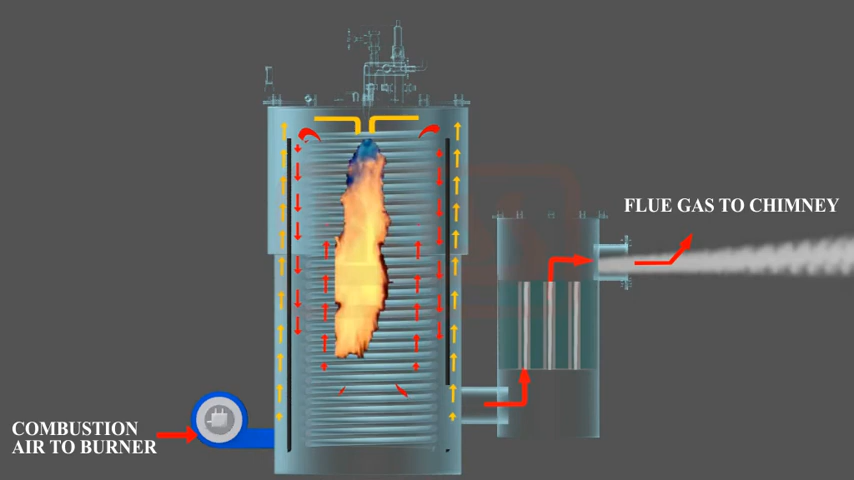 FLUE GAS TO CHIMNEY
COMBUSTION
AIR TO BURNER